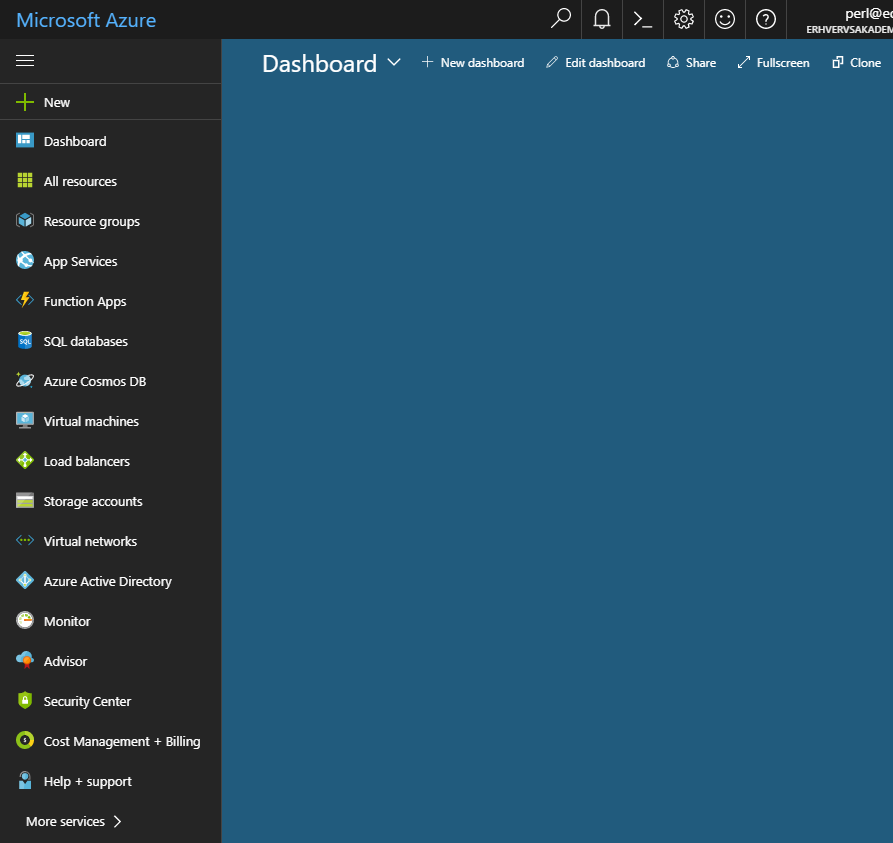 Microsoft Azure
perl@e
ERHVERVSAKADEM
Dashboard
New dashboard
Edit dashboard
Share
Fullscreen
Clone
New
Dashboard
All resources
Resource groups
App Services
Function Apps
SQL databases
Azure Cosmos DB
Virtual machines
Load balancers
Storage accounts
Virtual networks
Azure Active Directory
Monitor
Advisor
Security Center
Cost Management + Billing
Help + support
More services